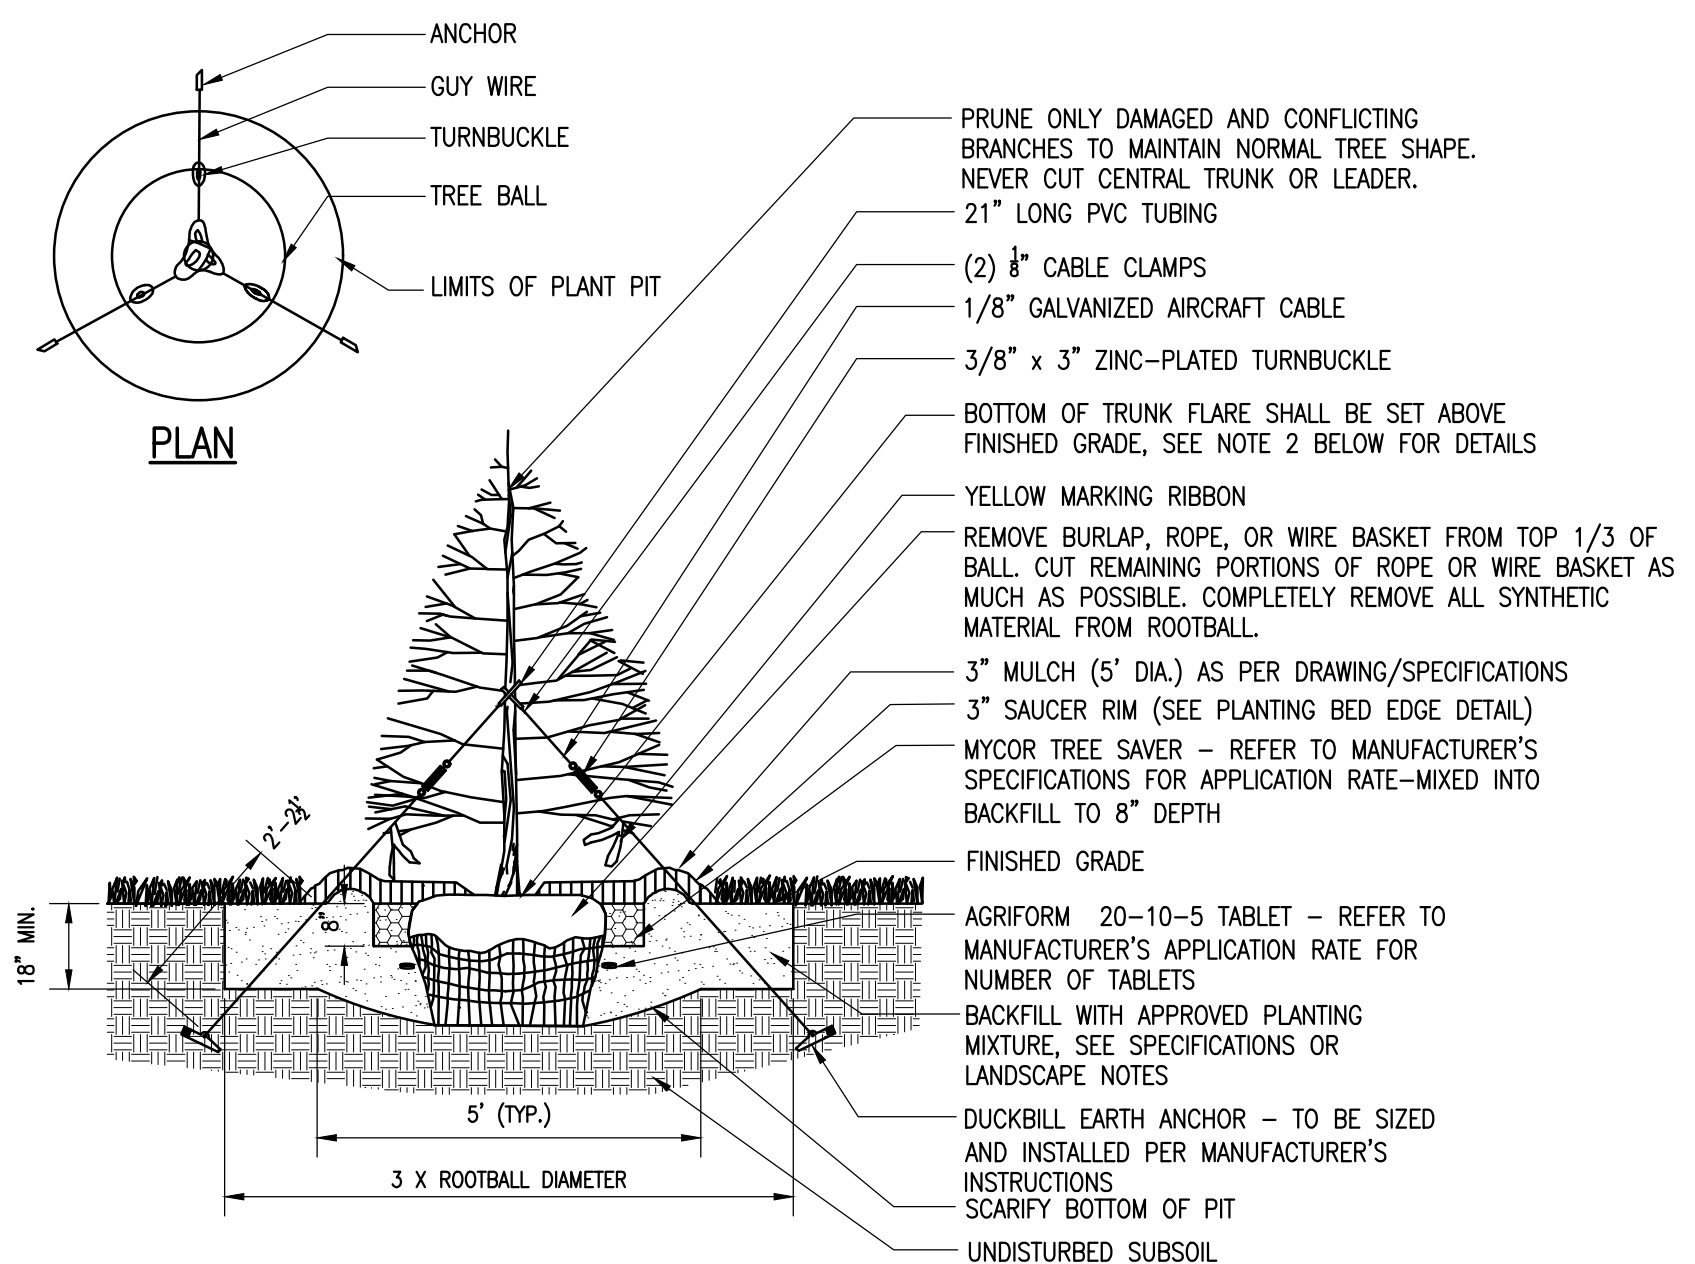 ANCHOR
GUY WIRE
TURNBUCKLE
TREE BALL
LIMITS OF PLANT PIT
PLAN
PRUNE ONLY DAMAGED AND CONFLICTING
BRANCHES TO MAINTAIN NORMAL TREE SHAPE.
NEVER CUT CENTRAL TRUNK OR LEADER.
21" LONG PVC TUBING
(2) 1/8" CABLE CLAMPS
1/8" GALVANIZED AIRCRAFT CABLE
3/8" x 3" ZINC-PLATED TURNBUCKLE
BOTTOM OF TRUNK FLARE SHALL BE SET ABOVE
FINISHED GRADE, SEE NOTE 2 BELOW FOR DETAILS
YELLOW MARKING RIBBON
REMOVE BURLAP, ROPE, OR WIRE BASKET FROM TOP 1/3 OF
BALL. CUT REMAINING PORTIONS OF ROPE OR WIRE BASKET AS
MUCH AS POSSIBLE. COMPLETELY REMOVE ALL SYNTHETIC
MATERIAL FROM ROOTBALL.
3" MULCH (5' DIA.) AS PER DRAWING/SPECIFICATIONS
3" SAUCER RIM (SEE PLANTING BED EDGE DETAIL)
MYCOR TREE SAVER – REFER TO MANUFACTURER'S
SPECIFICATIONS FOR APPLICATION RATE-MIXED INTO
BACKFILL TO 8" DEPTH
FINISHED GRADE
AGRIFORM 20-10-5 TABLET – REFER TO
MANUFACTURER'S APPLICATION RATE FOR
NUMBER OF TABLETS
BACKFILL WITH APPROVED PLANTING
MIXTURE, SEE SPECIFICATIONS OR
LANDSCAPE NOTES
DUCKBILL EARTH ANCHOR – TO BE SIZED
AND INSTALLED PER MANUFACTURER'S
INSTRUCTIONS
SCARIFY BOTTOM OF PIT
UNDISTURBED SUBSOIL
2'-2½'
18" MIN.
8"
5' (TYP.)
3 X ROOTBALL DIAMETER